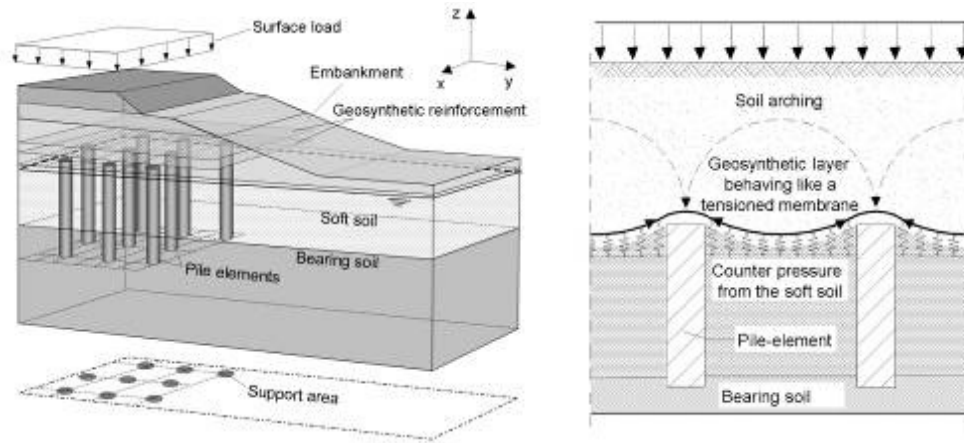 Surface load
z
y
x
Embankment
Geosynthetic reinforcement
Soft soil
Bearing soil
Pile elements
Support area
Soil arching
Geosynthetic layer
behaving like a
tensioned membrane
Counter pressure
from the soft soil
Pile-element
Bearing soil